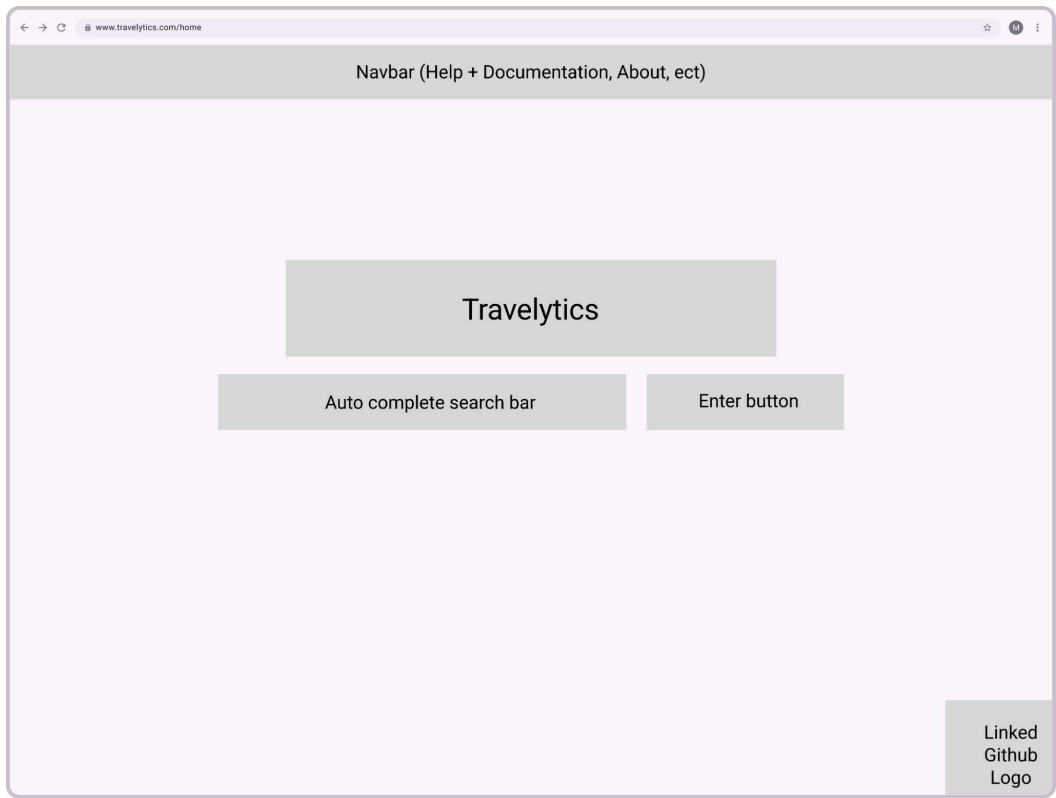 www.travelytics.com/home
M
Navbar (Help + Documentation, About, ect)
Travelytics
Auto complete search bar
Enter button
Linked
Github
Logo